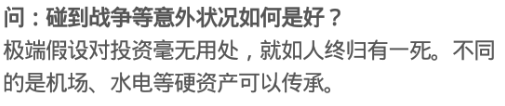 问：碰到战争等意外状况如何是好？
极端假设对投资毫无用处，就如人终归有一死。不同
的是机场、水电等硬资产可以传承。